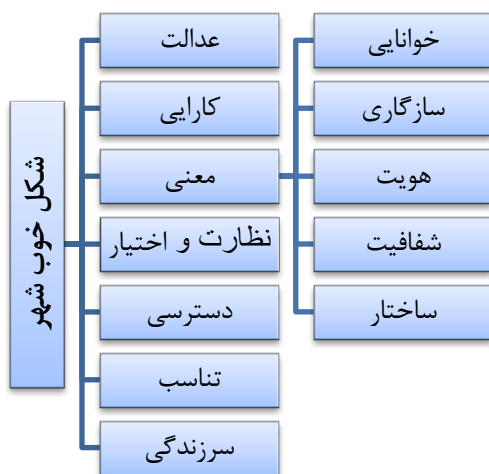 شکل خوب شهر
عدالت
کارایی
معنی
نظارت و اختیار
دسترسی
تناسب
سرزندگی
خوانایی
سازگاری
هویت
شفافیت
ساختار